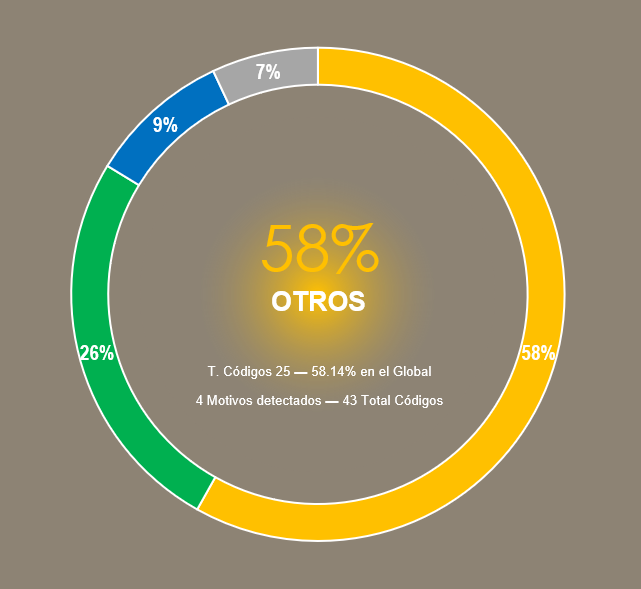 7%
9%
58%
OTROS
26%
58%
T. Códigos 25 — 58.14% en el Global
4 Motivos detectados — 43 Total Códigos